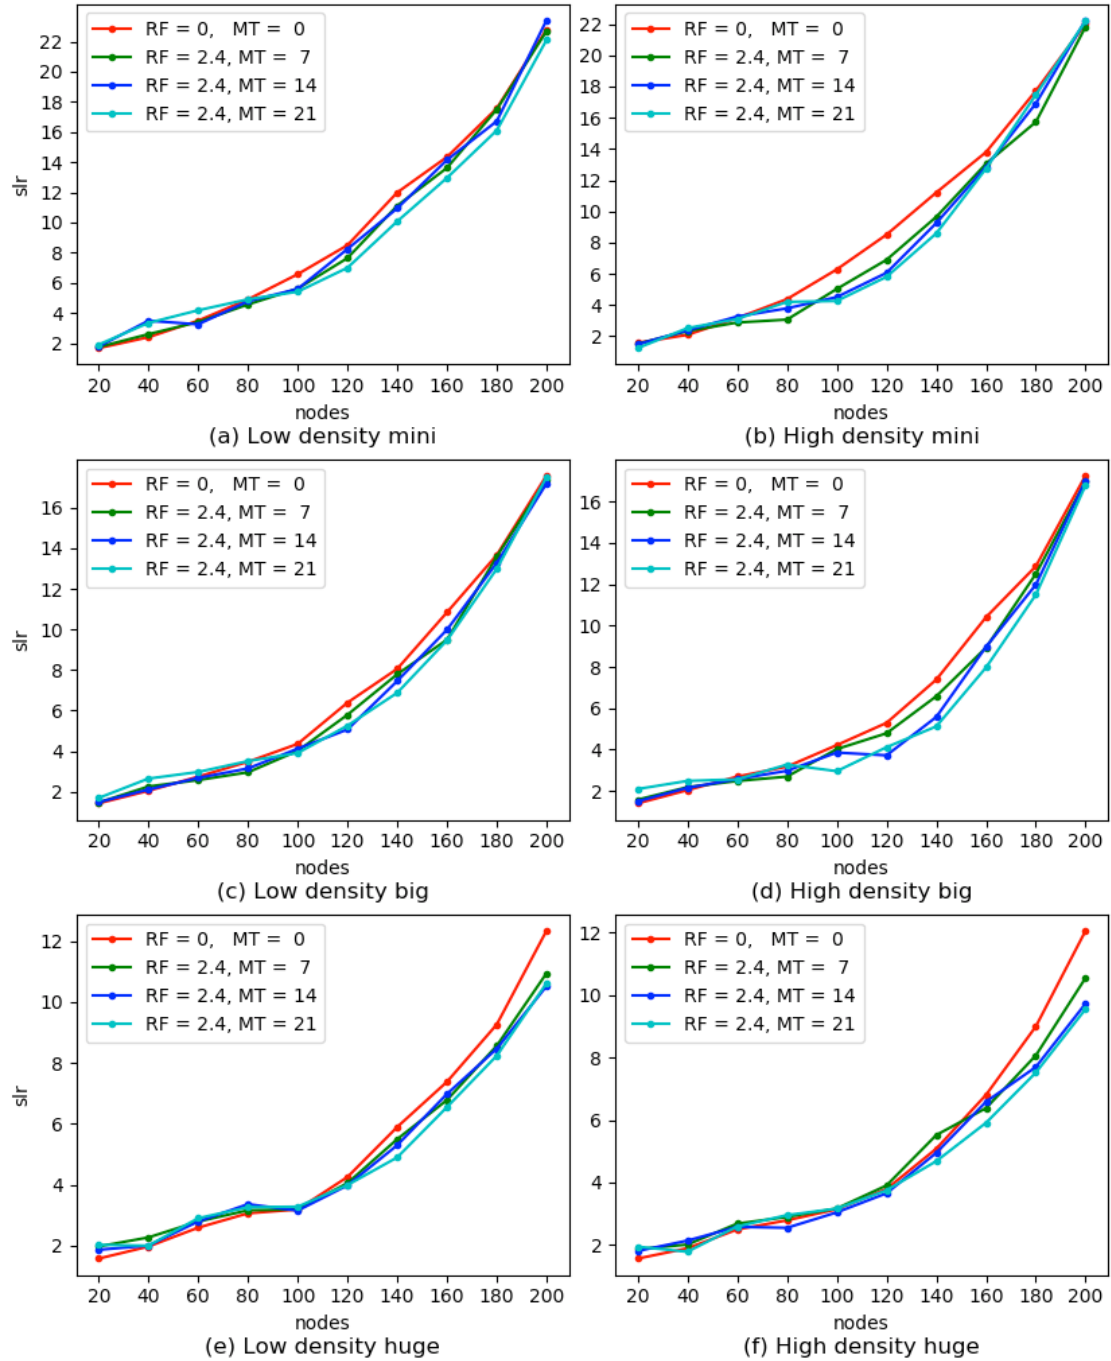 RF = 0,   MT =  0
RF = 2.4, MT =  7
RF = 2.4, MT = 14
RF = 2.4, MT = 21
slr
22
20
18
16
14
12
10
8
6
4
2
20 40 60 80 100 120 140 160 180 200
nodes
(a) Low density mini
RF = 0,   MT =  0
RF = 2.4, MT =  7
RF = 2.4, MT = 14
RF = 2.4, MT = 21
22
20
18
16
14
12
10
8
6
4
2
20 40 60 80 100 120 140 160 180 200
nodes
(b) High density mini
RF = 0,   MT =  0
RF = 2.4, MT =  7
RF = 2.4, MT = 14
RF = 2.4, MT = 21
slr
16
14
12
10
8
6
4
2
20 40 60 80 100 120 140 160 180 200
nodes
(c) Low density big
RF = 0,   MT =  0
RF = 2.4, MT =  7
RF = 2.4, MT = 14
RF = 2.4, MT = 21
16
14
12
10
8
6
4
2
20 40 60 80 100 120 140 160 180 200
nodes
(d) High density big
RF = 0,   MT =  0
RF = 2.4, MT =  7
RF = 2.4, MT = 14
RF = 2.4, MT = 21
slr
12
10
8
6
4
2
20 40 60 80 100 120 140 160 180 200
nodes
(e) Low density huge
RF = 0,   MT =  0
RF = 2.4, MT =  7
RF = 2.4, MT = 14
RF = 2.4, MT = 21
12
10
8
6
4
2
20 40 60 80 100 120 140 160 180 200
nodes
(f) High density huge